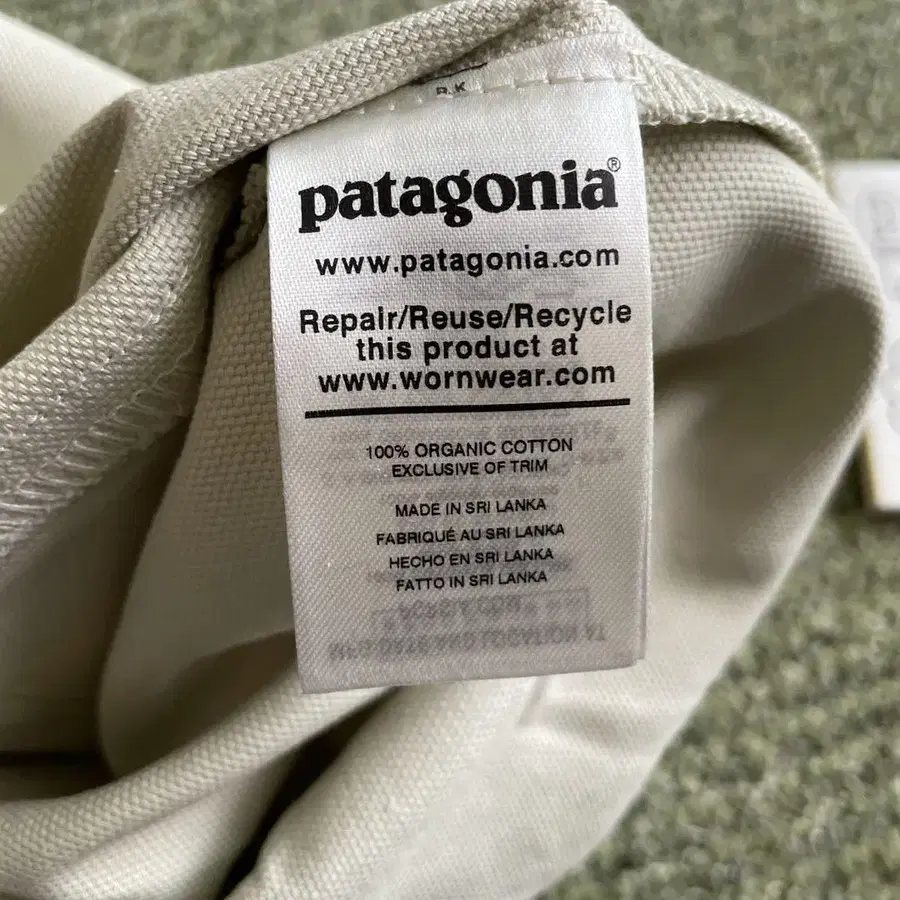 R.K
patagonia®
www.patagonia.com
Repair/Reuse/Recycle
this product at
www.wornwear.com
100% ORGANIC COTTON
EXCLUSIVE OF TRIM
MADE IN SRI LANKA
FABRIQUÉ AU SRI LANKA
HECHO EN SRI LANKA
FATTO IN SRI LANKA